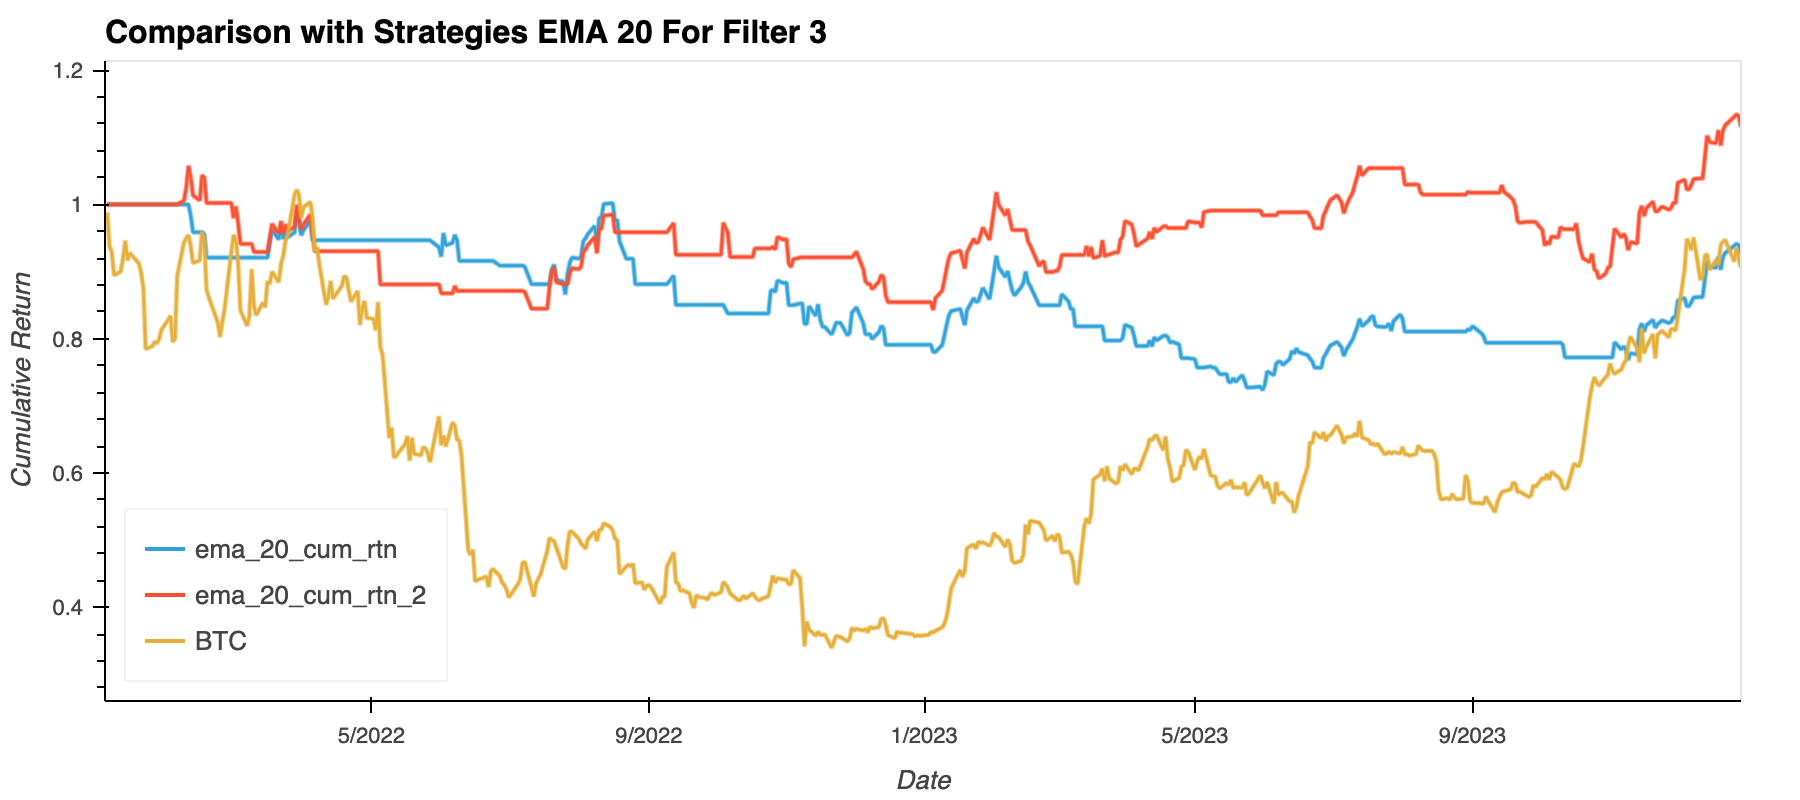 Comparison with Strategies EMA 20 For Filter 3
1.2
1
0.8
0.6
0.4
Cumulative Return
ema_20_cum_rtn
ema_20_cum_rtn_2
BTC
5/2022
9/2022
1/2023
5/2023
9/2023
Date